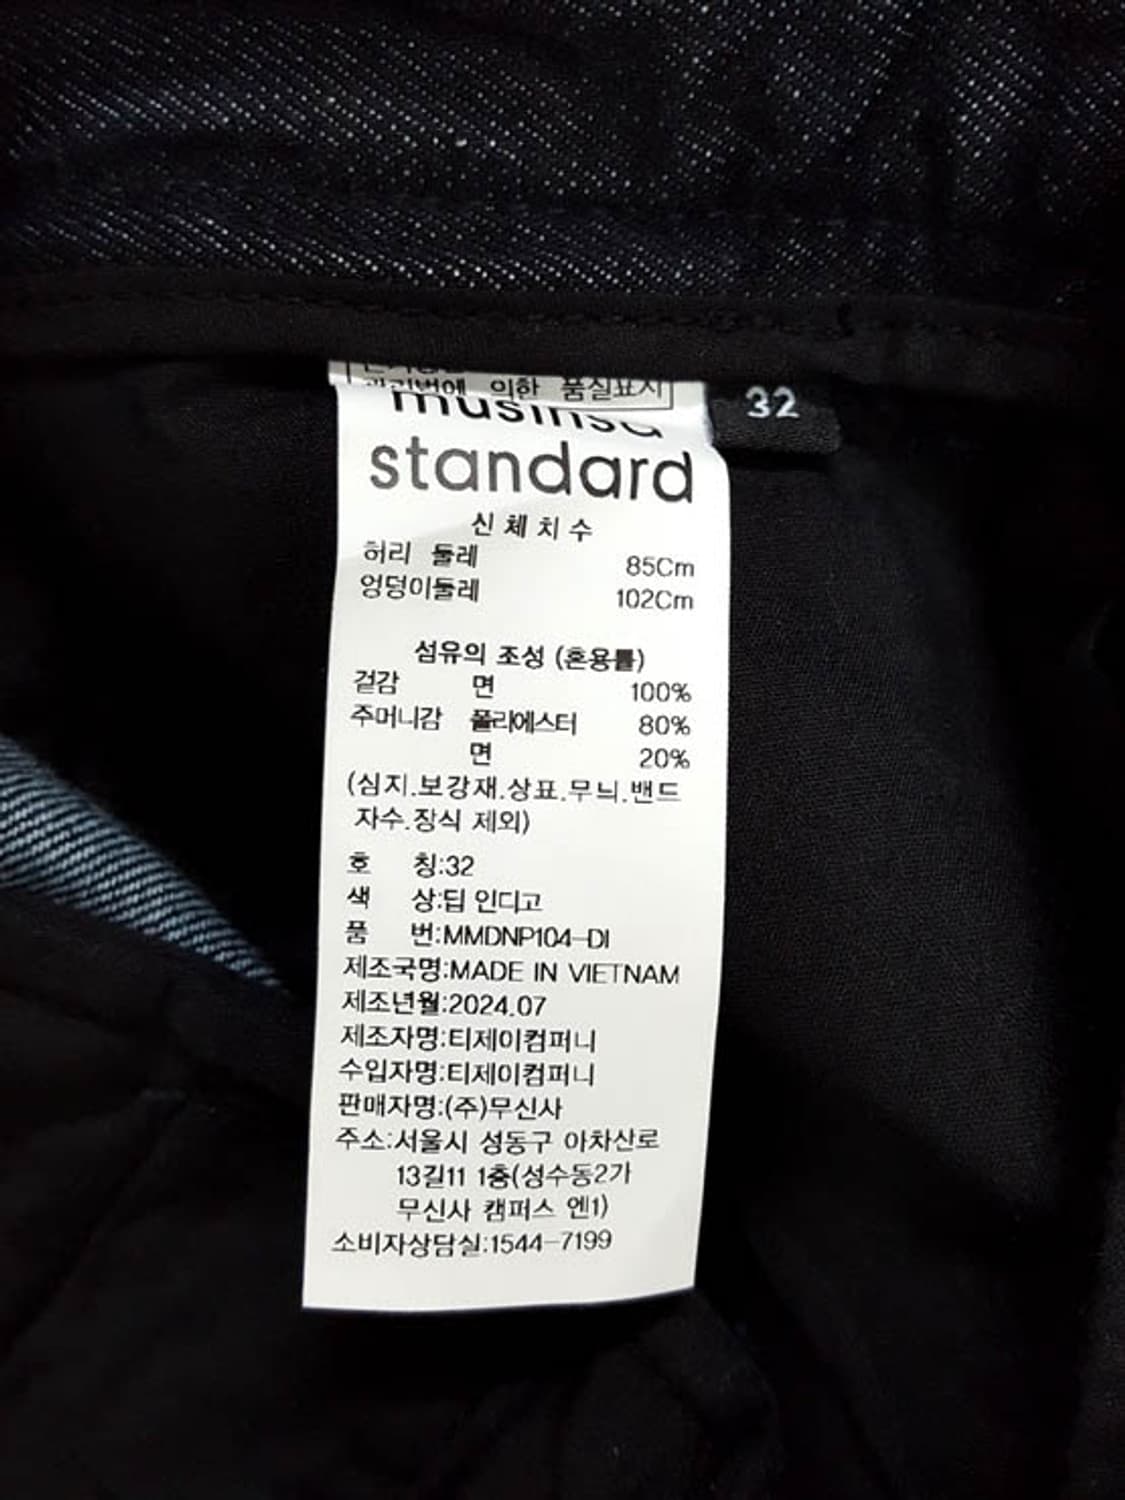 의한 품질표시
musinsa
32
standard
신체치수
허리 둘레 85Cm
엉덩이둘레 102Cm
섬유의 조성 (혼용률)
겉감 면 100%
주머니감 폴리에스터 80%
면 20%
(심지.보강재.상표.무늬.밴드
자수.장식 제외)
호 칭:32
색 상:딥 인디고
품 번:MMDNP104-DI
제조국명:MADE IN VIETNAM
제조년월:2024.07
제조자명:티제이컴퍼니
수입자명:티제이컴퍼니
판매자명:(주)무신사
주소:서울시 성동구 아차산로
13길11 1층(성수동2가
무신사 캠퍼스 엔1)
소비자상담실:1544-7199